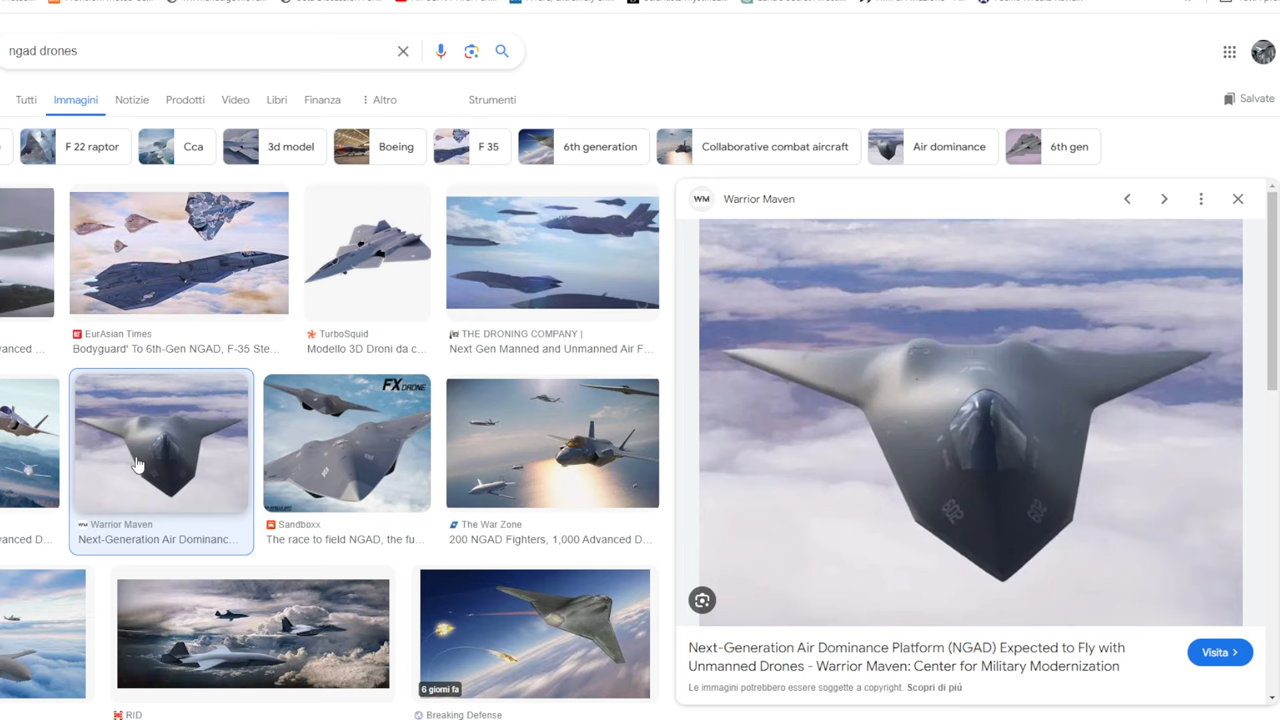 ngad drones
Tutti
Immagini
Notizie
Prodotti
Video
Libri
Finanza
Altro
Strumenti
Salvate
F 22 raptor
Cca
3d model
Boeing
F 35
6th generation
Collaborative combat aircraft
Air dominance
6th gen
WM
Warrior Maven
EurAsian Times
Bodyguard' To 6th-Gen NGAD, F-35 Ste...
TurboSquid
Modello 3D Droni da c...
THE DRONING COMPANY |
Next Gen Manned and Unmanned Air F...
602
602
FX DRONE
WM Warrior Maven
Next-Generation Air Dominanc...
Sandboxx
The race to field NGAD, the fu...
The War Zone
200 NGAD Fighters, 1,000 Advanced D...
Next-Generation Air Dominance Platform (NGAD) Expected to Fly with
Unmanned Drones - Warrior Maven: Center for Military Modernization
Visita
Le immagini potrebbero essere soggette a copyright. Scopri di più
6 giorni fa
RID
Breaking Defense